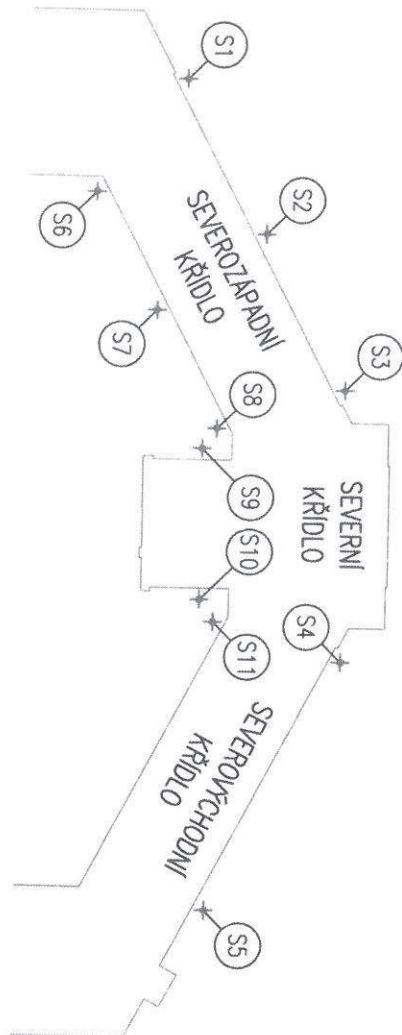 S1
S2
SEVEROZÁPADNÍ
KŘÍDLO
S3
S6
S7
S8
S9
SEVERNÍ
KŘÍDLO
S10
S11
S4
SEVEROVÝCHODNÍ
KŘÍDLO
S5